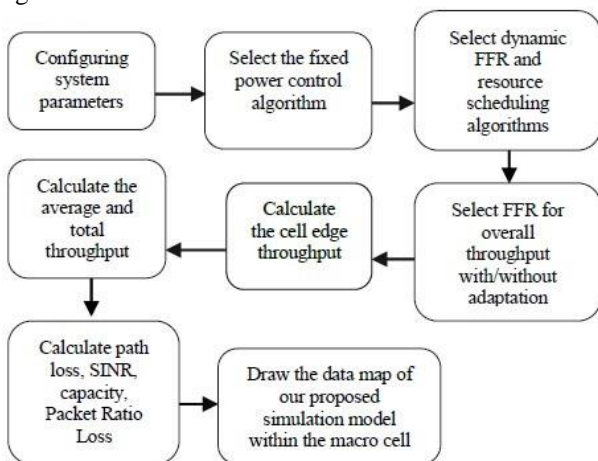 Configuring
system
parameters
Select the fixed
power control
algorithm
Select dynamic
FFR and
resource
scheduling
algorithms
Select FFR for
overall
throughput
with/without
adaptation
Calculate
the cell edge
throughput
Calculate the
average and
total
throughput
Calculate path
loss, SINR,
capacity,
Packet Ratio
Loss
Draw the data map of
our proposed
simulation model
within the macro cell